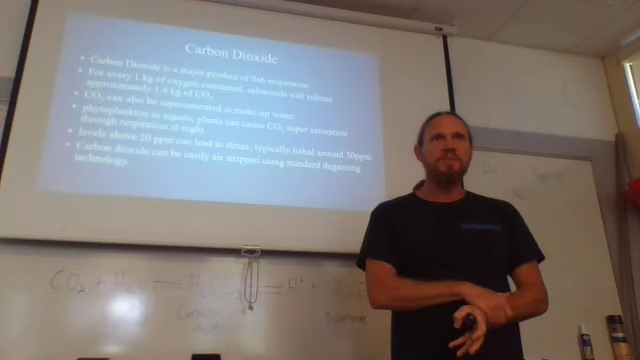 Carbon Dioxide
• Carbon Dioxide is a major product of fish respiration
• For every 1 kg of oxygen consumed, salmonids will release
approximately 1.4 kg of CO₂
• CO₂ can also be supersaturated in make-up water
• phytoplankton or aquatic plants can cause CO₂ super saturation
through respiration at night
• levels above 20 ppm can lead to stress, typically lethal around 50ppm
• Carbon dioxide can be easily air stripped using standard degassing
technology
CO₂ + H₂O H₂CO₃ H⁺ +
Carbonic
Acid